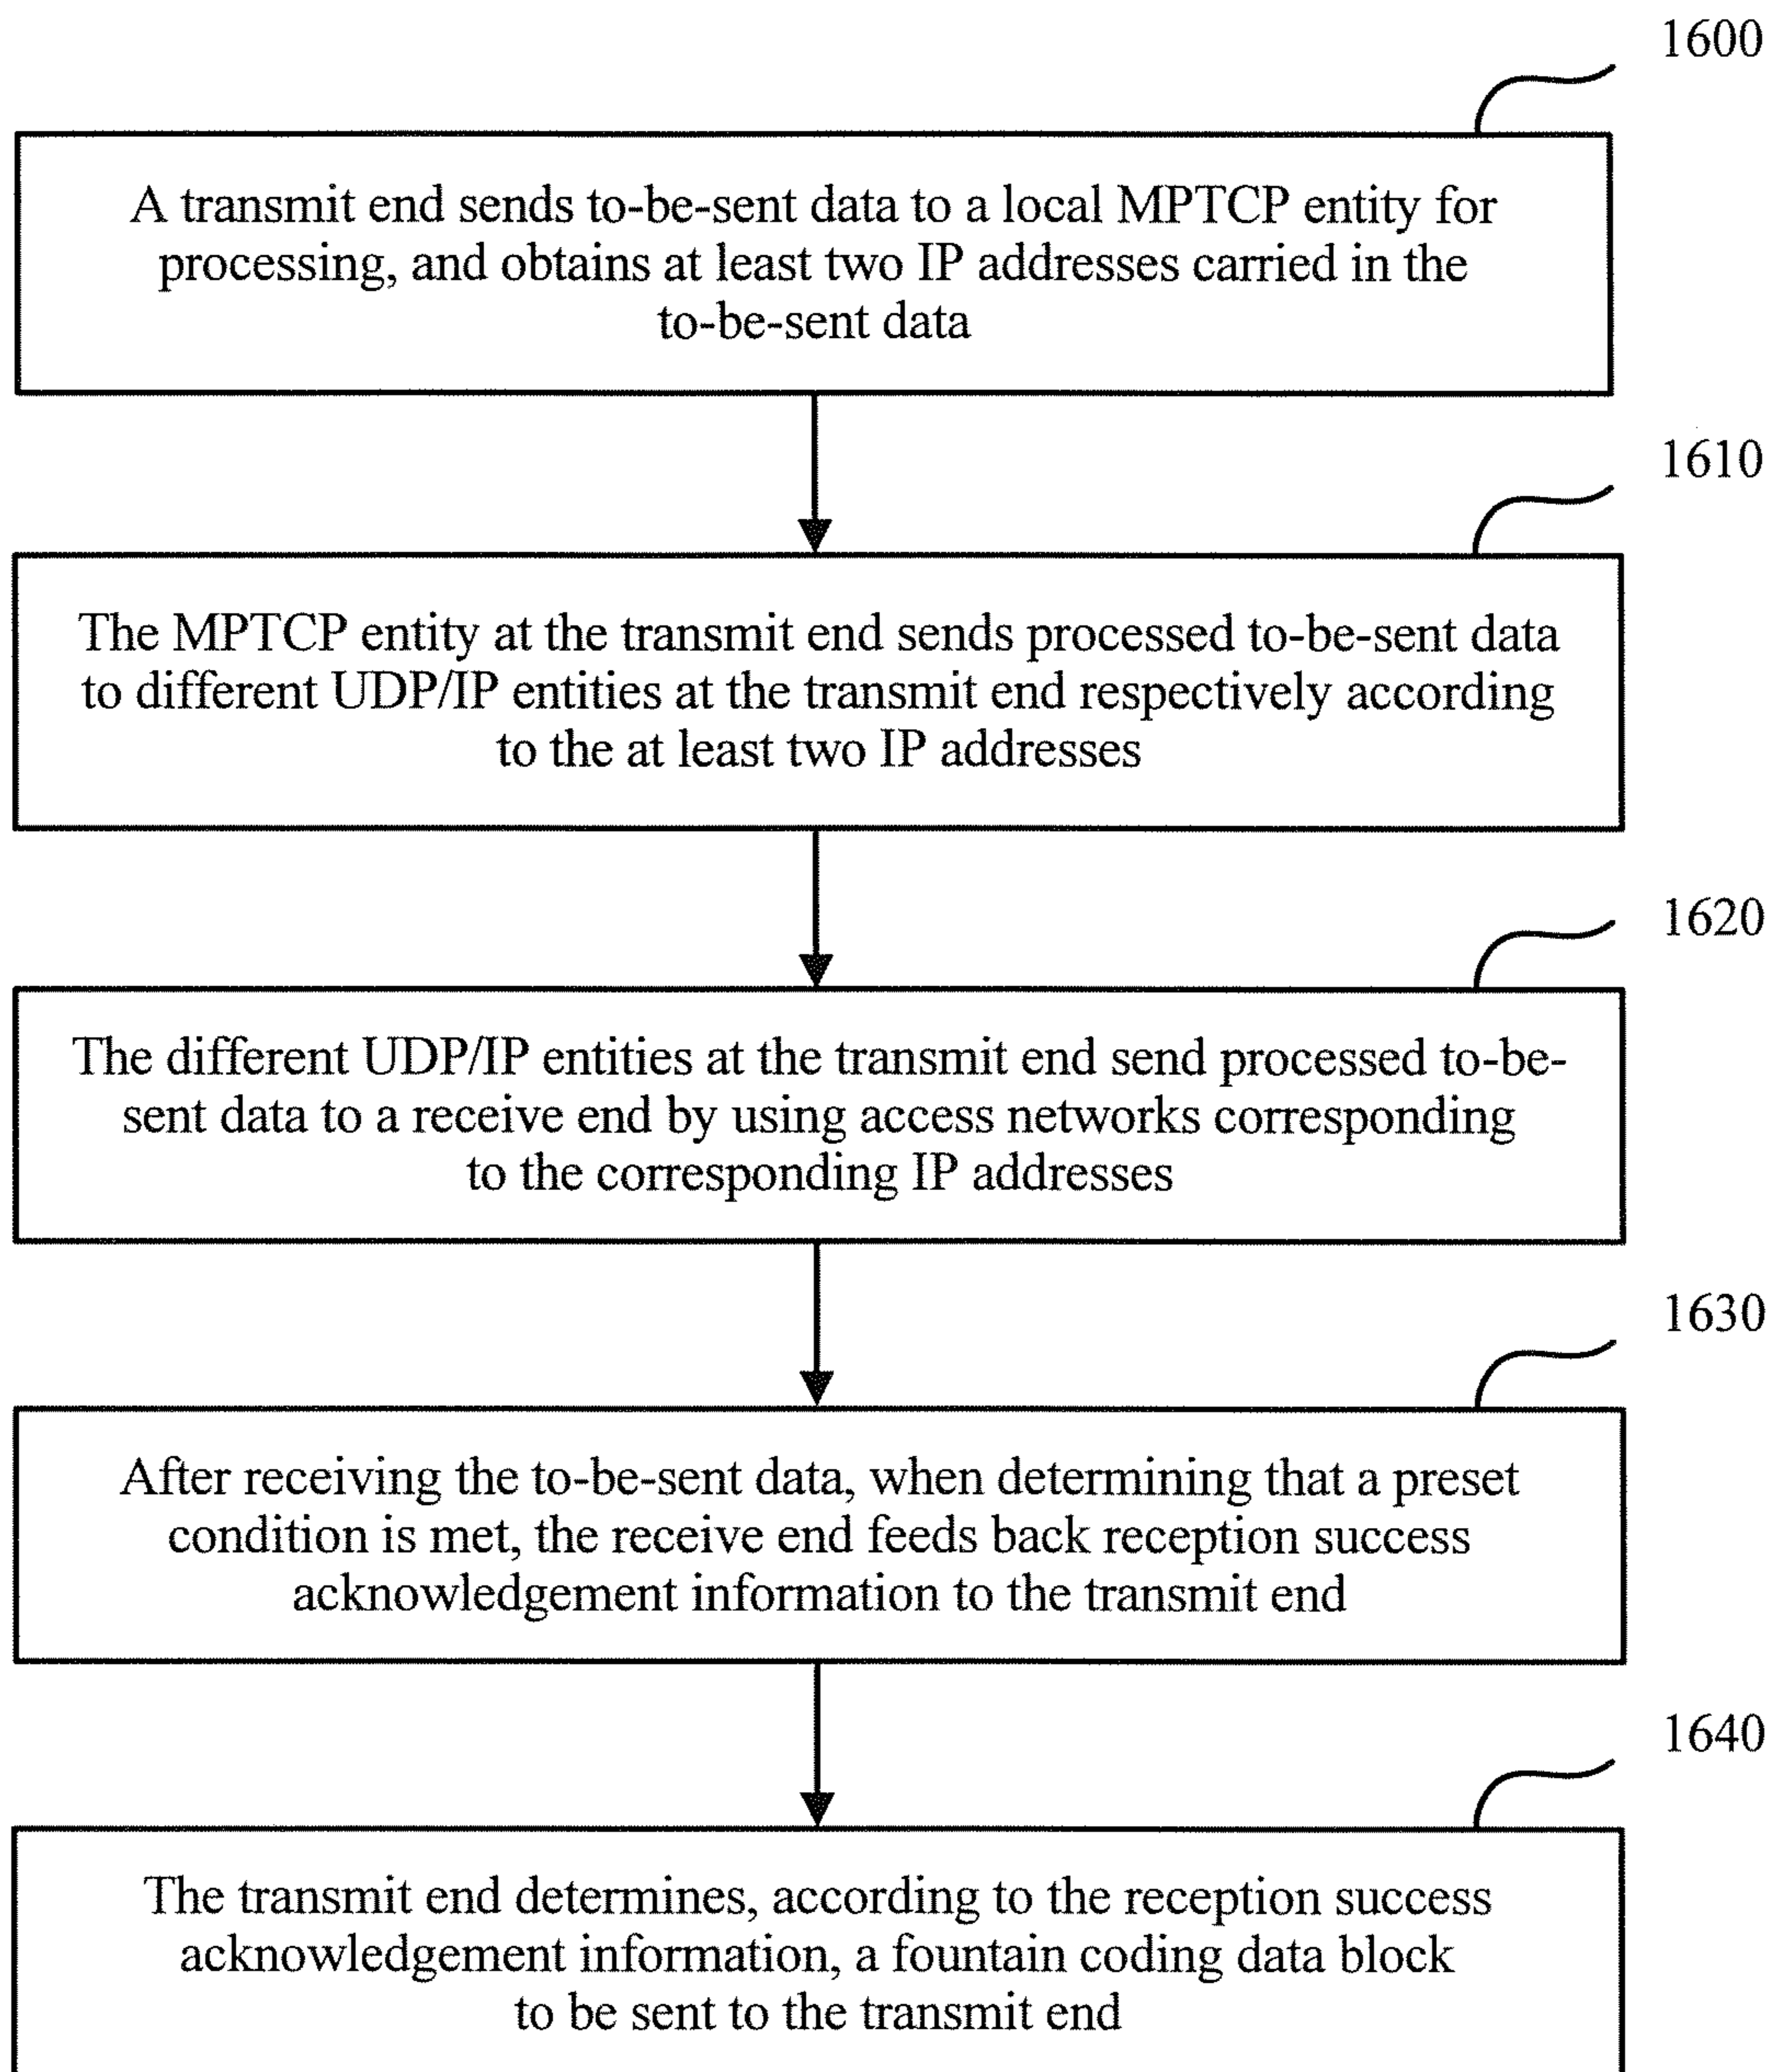 1600
A transmit end sends to-be-sent data to a local MPTCP entity for
processing, and obtains at least two IP addresses carried in the
to-be-sent data
1610
The MPTCP entity at the transmit end sends processed to-be-sent data
to different UDP/IP entities at the transmit end respectively according
to the at least two IP addresses
1620
The different UDP/IP entities at the transmit end send processed to-be-
sent data to a receive end by using access networks corresponding
to the corresponding IP addresses
1630
After receiving the to-be-sent data, when determining that a preset
condition is met, the receive end feeds back reception success
acknowledgement information to the transmit end
1640
The transmit end determines, according to the reception success
acknowledgement information, a fountain coding data block
to be sent to the transmit end